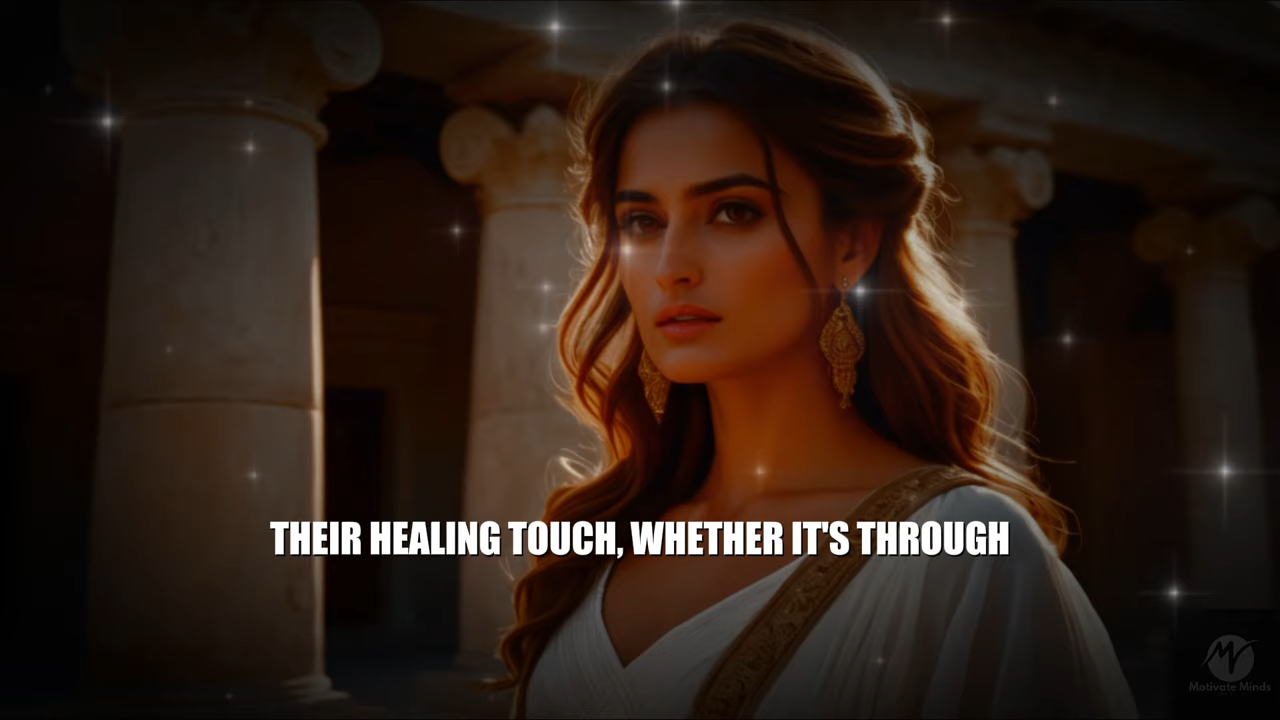 THEIR HEALING TOUCH, WHETHER IT'S THROUGH
Motivate Minds